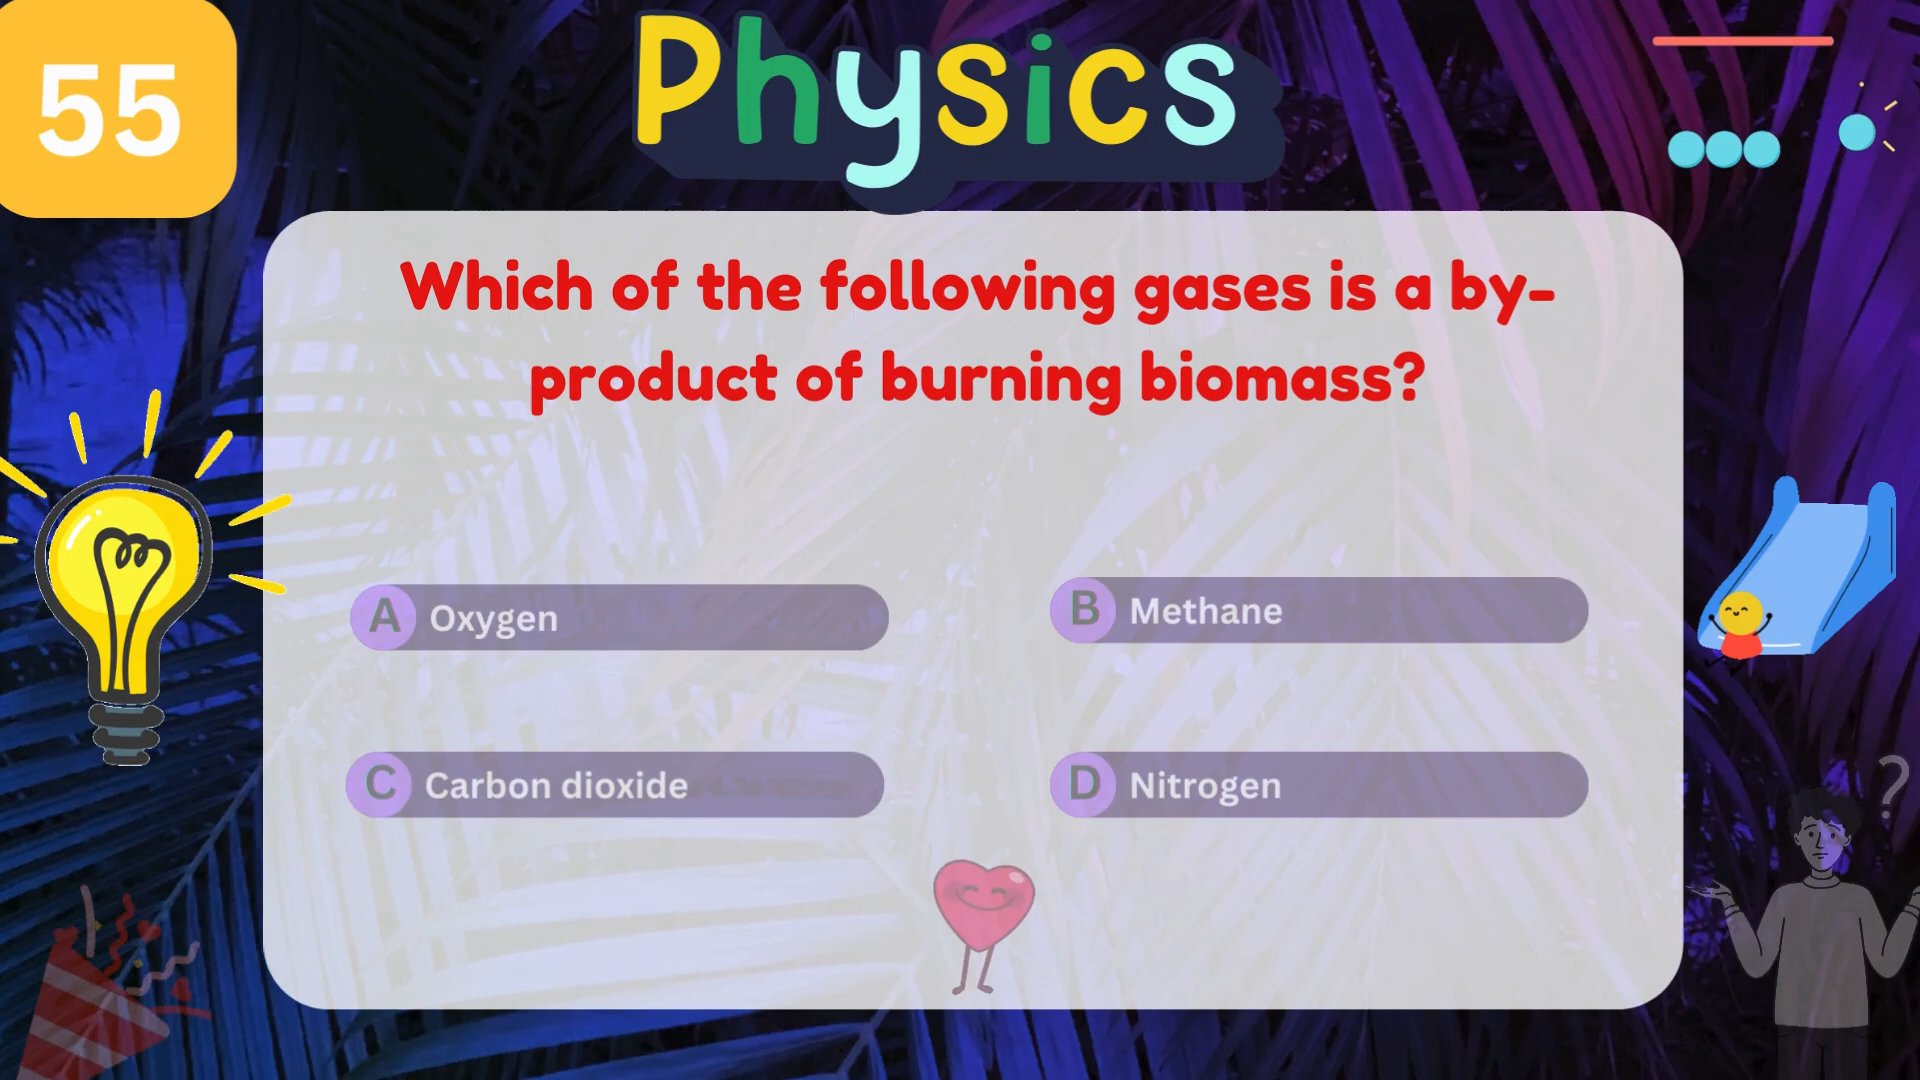 55
Physics
Which of the following gases is a by-
product of burning biomass?
A Oxygen
B Methane
C Carbon dioxide
D Nitrogen
?